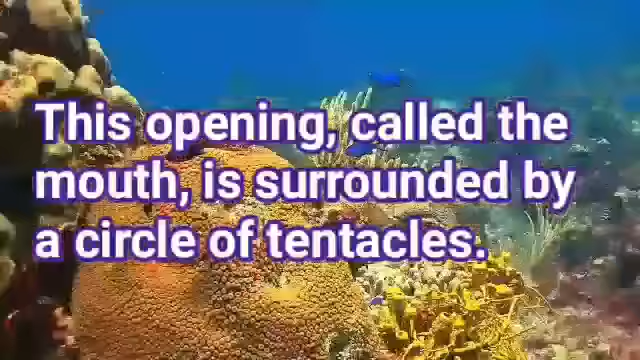 This opening, called the
mouth, is surrounded by
a circle of tentacles.